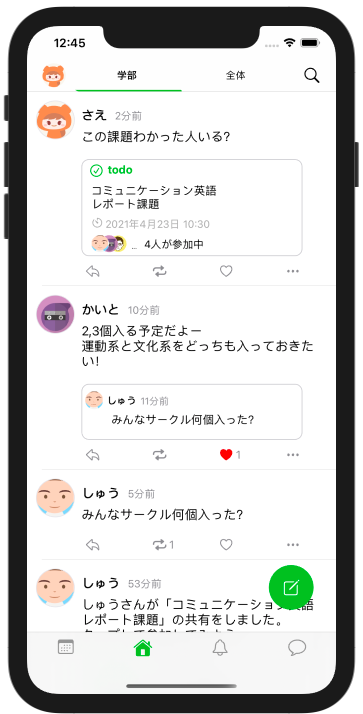 12:45
学部
全体
さえ 2分前
この課題わかった人いる?
todo
コミュニケーション英語
レポート課題
2021年4月23日 10:30
... 4人が参加中
かいと 10分前
2,3個入る予定だよー
運動系と文化系をどっちも入っておきた
い!
しゅう 11分前
みんなサークル何個入った?
1
しゅう 5分前
みんなサークル何個入った?
1
しゅう 53分前
しゅうさんが「コミュニケーション英語
レポート課題」の共有をしました。